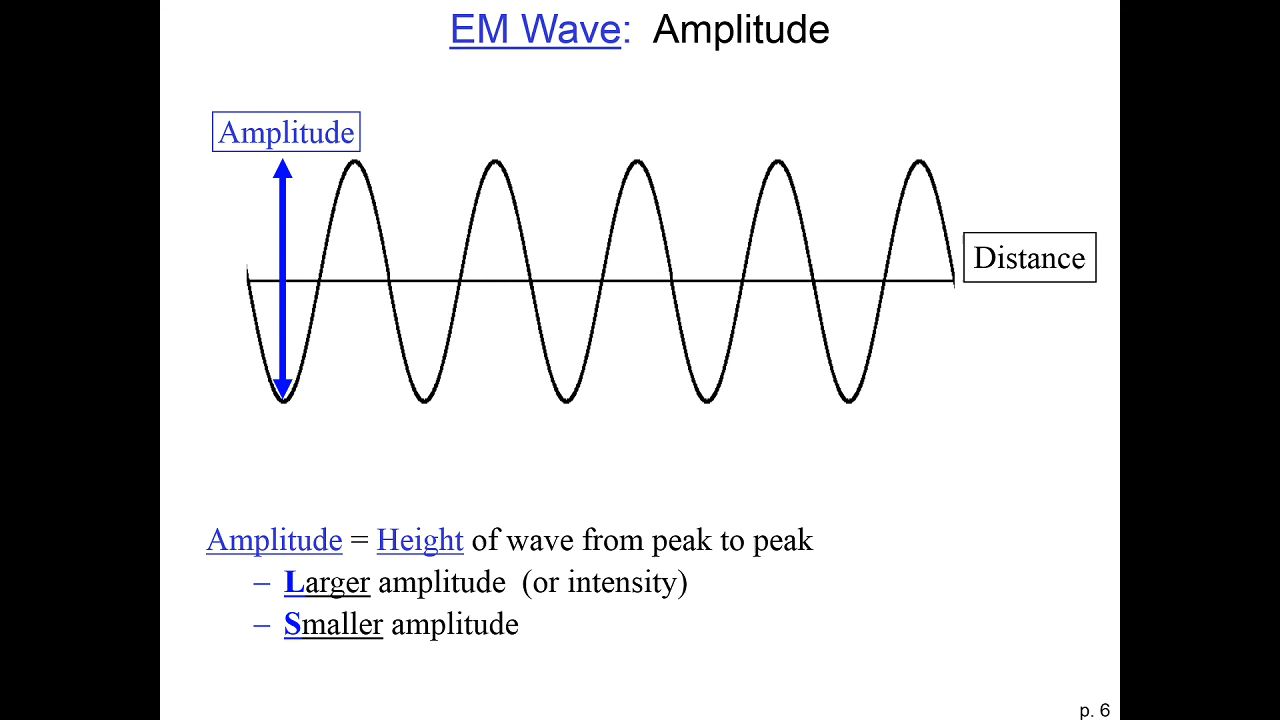 EM Wave: Amplitude
Amplitude
Distance
Amplitude = Height of wave from peak to peak
– Larger amplitude (or intensity)
– Smaller amplitude
p. 6